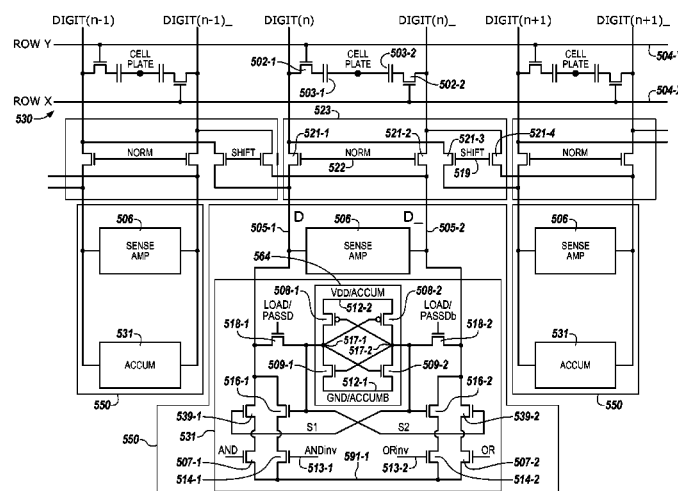 DIGIT(n-1) DIGIT(n-1)_ DIGIT(n) DIGIT(n)_ DIGIT(n+1) DIGIT(n+1)_
ROW Y
CELL PLATE
503-2
CELL PLATE
CELL PLATE
504-1
502-1
502-2
503-1
ROW X
504-2
530
523
521-1 521-2 521-3 521-4
NORM SHIFT NORM SHIFT NORM
522 519
505-1 D D_ 505-2
506 506 506
SENSE AMP
SENSE AMP
SENSE AMP
564
508-1 VDD/ACCUM 508-2
512-2
LOAD/PASSD
LOAD/PASSDb
518-1 518-2
531 531
517-1
517-2
ACCUM ACCUM
509-1 509-2
512-1
550 550
516-1 GND/ACCUMB 516-2
539-1 S1 S2 539-2
550
531
AND ANDinv ORinv OR
591-1
507-1 513-1 513-2 507-2
514-1 514-2